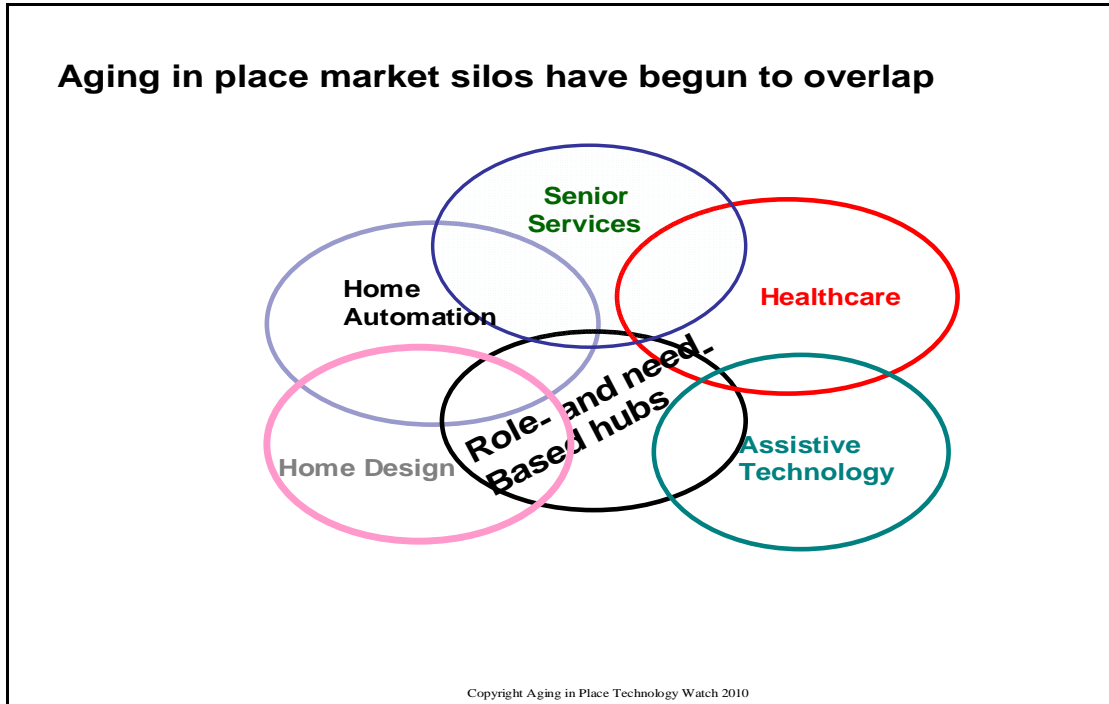 Aging in place market silos have begun to overlap
Senior
Services
Home
Automation
Healthcare
Role- and need-
Based hubs
Home Design
Assistive
Technology
Copyright Aging in Place Technology Watch 2010